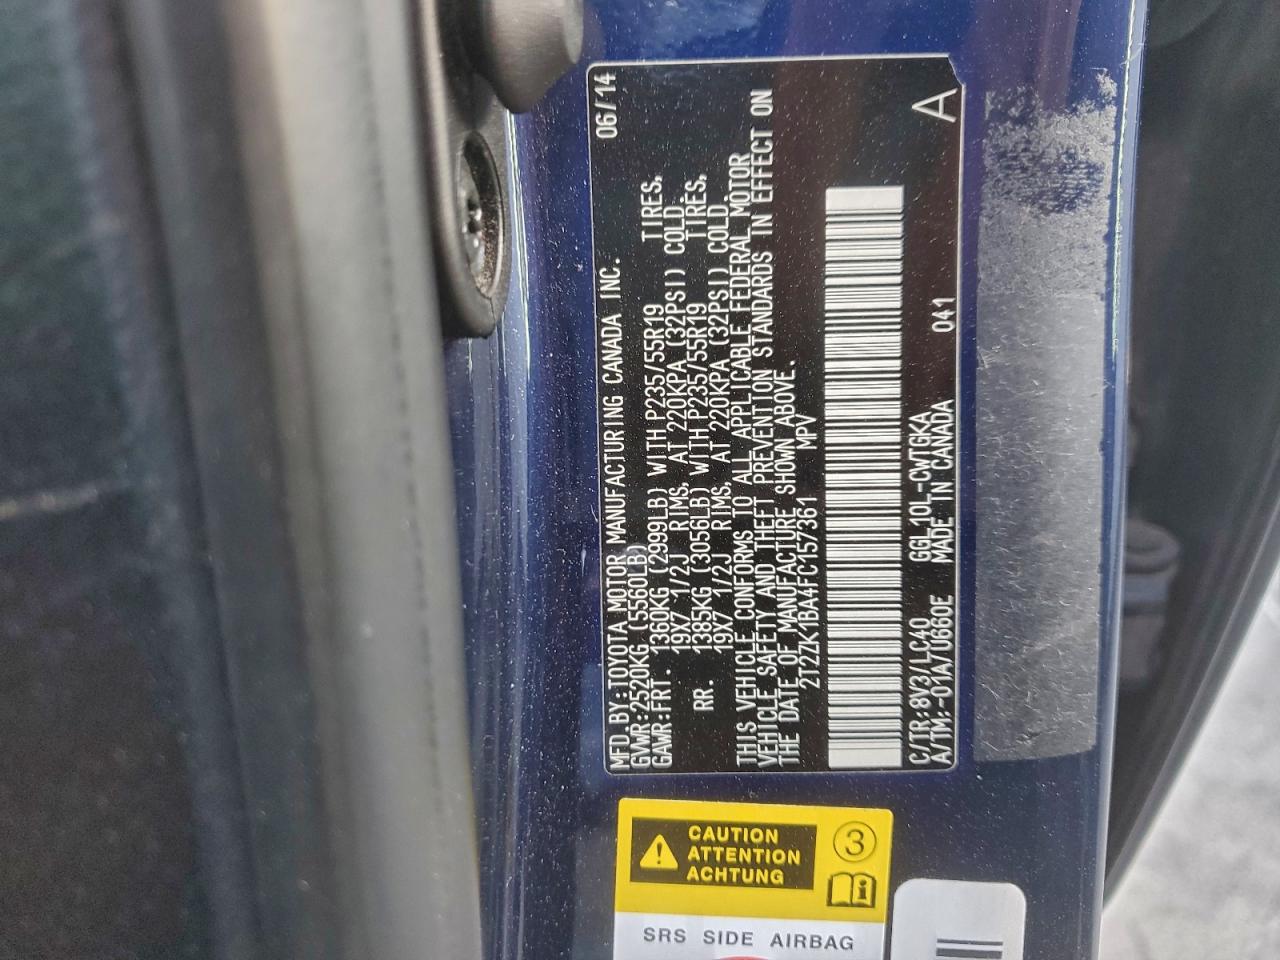 MFD.BY:TOYOTA MOTOR MANUFACTURING CANADA INC. 06/14
GVWR:2520KG (5560LB)
GAWR:FRT. 1360KG (2999LB) WITH P235/55R19 TIRES,
19X7 1/2J RIMS, AT 220KPA (32PSI) COLD.
RR. 1385KG (3056LB) WITH P235/55R19 TIRES,
19X7 1/2J RIMS, AT 220KPA (32PSI) COLD.
THIS VEHICLE CONFORMS TO ALL APPLICABLE FEDERAL MOTOR
VEHICLE SAFETY AND THEFT PREVENTION STANDARDS IN EFFECT ON
THE DATE OF MANUFACTURE SHOWN ABOVE.
2T2ZK1BA4FC157361 MPV
C/TR:8V3/LC40 GGL10L-CWTGKA 041 A
A/TM:-01A/U660E MADE IN CANADA
CAUTION
ATTENTION
ACHTUNG
3
i
SRS SIDE AIRBAG